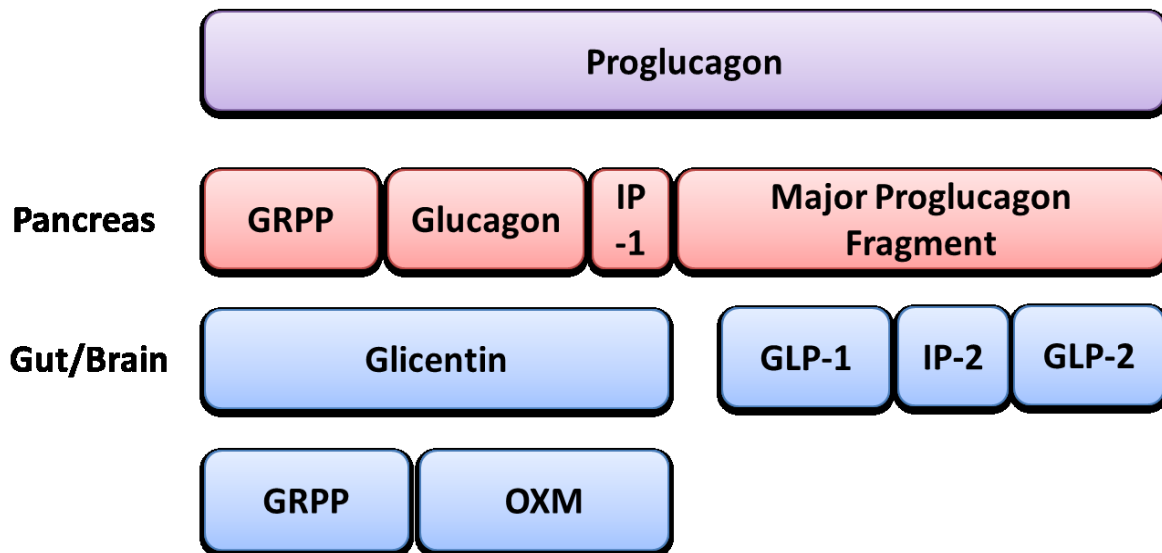 Proglucagon
Pancreas
GRPP
Glucagon
IP
-1
Major Proglucagon
Fragment
Gut/Brain
Glicentin
GLP-1
IP-2
GLP-2
GRPP
OXM